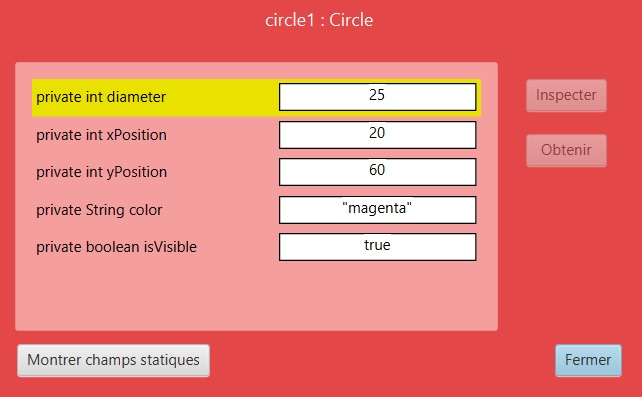 circle1 : Circle
private int diameter 25
Inspecter
private int xPosition 20
Obtenir
private int yPosition 60
private String color "magenta"
private boolean isVisible true
Montrer champs statiques
Fermer